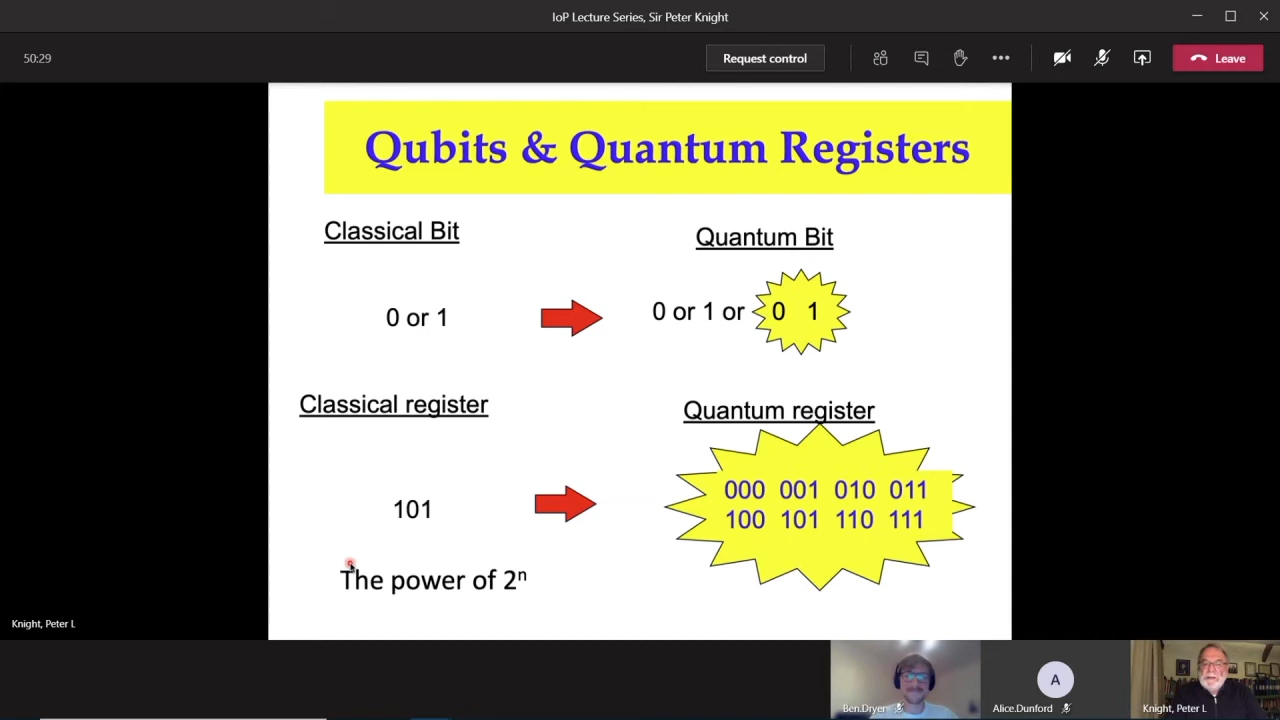 IoP Lecture Series, Sir Peter Knight
50:29
Request control
Leave
Qubits & Quantum Registers
Classical Bit
Quantum Bit
0 or 1
0 or 1 or 0 1
Classical register
Quantum register
101
000 001 010 011
100 101 110 111
The power of 2ⁿ
Knight, Peter L
A
Ben.Dryer
Alice.Dunford
Knight, Peter L